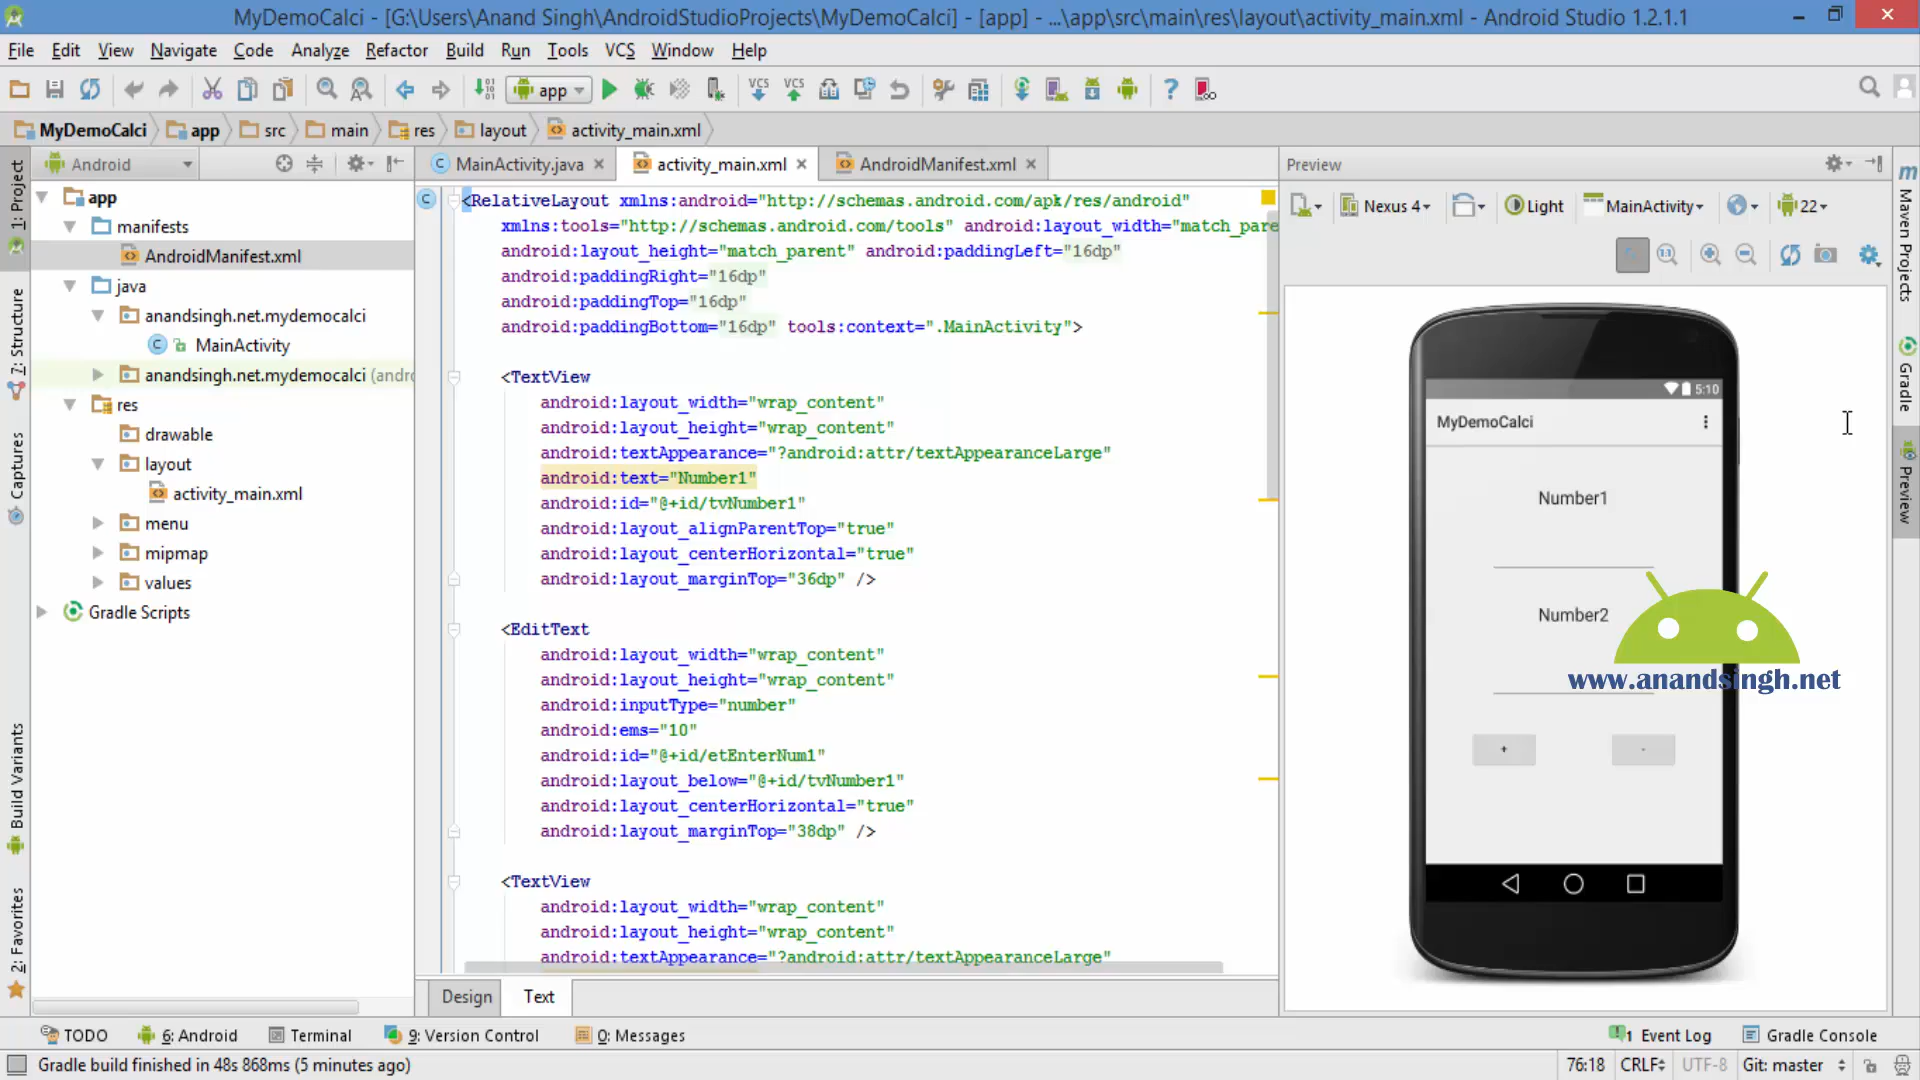 MyDemoCalci - [G:\Users\Anand Singh\AndroidStudioProjects\MyDemoCalci] - [app] - ...\app\src\main\res\layout\activity_main.xml - Android Studio 1.2.1.1
File Edit View Navigate Code Analyze Refactor Build Run Tools VCS Window Help
app
VCS VCS
MyDemoCalci app src main res layout activity_main.xml
Android
MainActivity.java activity_main.xml AndroidManifest.xml
Preview
1: Project
7: Structure
Captures
Build Variants
2: Favorites
app
manifests
AndroidManifest.xml
java
anandsingh.net.mydemocalci
MainActivity
anandsingh.net.mydemocalci (andro
res
drawable
layout
activity_main.xml
menu
mipmap
values
Gradle Scripts
<RelativeLayout xmlns:android="http://schemas.android.com/apk/res/android"
xmlns:tools="http://schemas.android.com/tools" android:layout_width="match_pare
android:layout_height="match_parent" android:paddingLeft="16dp"
android:paddingRight="16dp"
android:paddingTop="16dp"
android:paddingBottom="16dp" tools:context=".MainActivity">
<TextView
android:layout_width="wrap_content"
android:layout_height="wrap_content"
android:textAppearance="?android:attr/textAppearanceLarge"
android:text="Number1"
android:id="@+id/tvNumber1"
android:layout_alignParentTop="true"
android:layout_centerHorizontal="true"
android:layout_marginTop="36dp" />
<EditText
android:layout_width="wrap_content"
android:layout_height="wrap_content"
android:inputType="number"
android:ems="10"
android:id="@+id/etEnterNum1"
android:layout_below="@+id/tvNumber1"
android:layout_centerHorizontal="true"
android:layout_marginTop="38dp" />
<TextView
android:layout_width="wrap_content"
android:layout_height="wrap_content"
android:textAppearance="?android:attr/textAppearanceLarge"
Design Text
Nexus 4 Light MainActivity 22
5:10
MyDemoCalci
Number1
Number2
www.anandsingh.net
+ -
Maven Projects
Gradle
Preview
TODO 6: Android Terminal 9: Version Control 0: Messages 1 Event Log Gradle Console
Gradle build finished in 48s 868ms (5 minutes ago) 76:18 CRLF UTF-8 Git: master